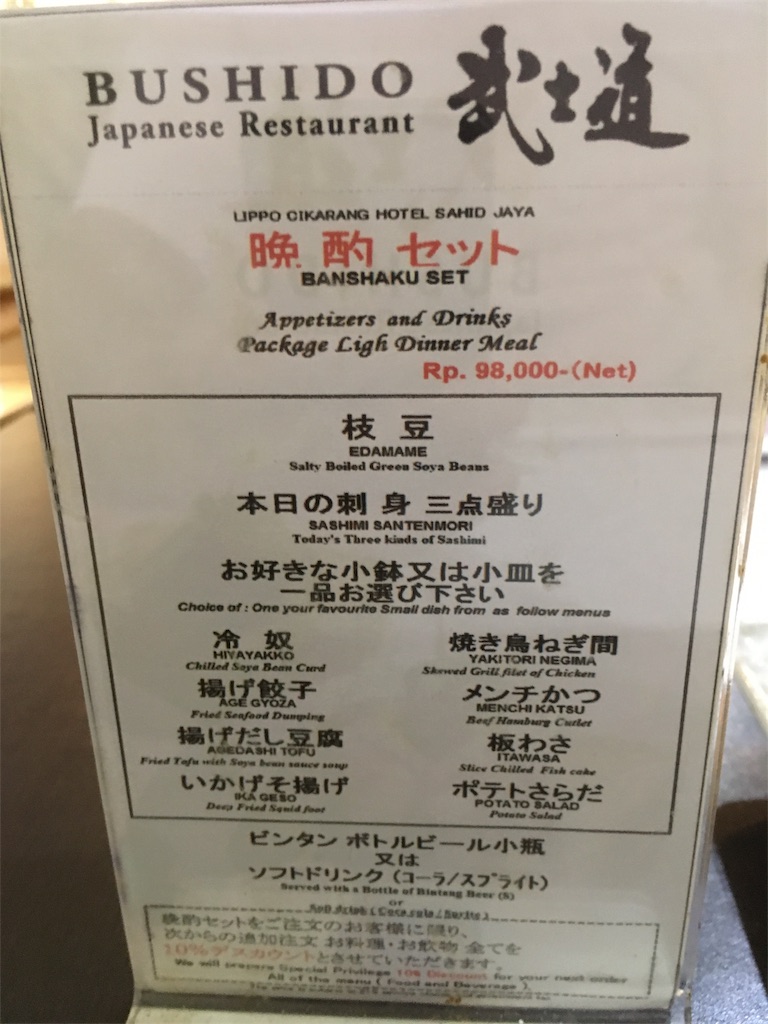 BUSHIDO 武士道
Japanese Restaurant
LIPPO CIKARANG HOTEL SAHID JAYA
晩酌セット
BANSHAKU SET
Appetizers and Drinks
Package Ligh Dinner Meal
Rp. 98,000-(Net)
枝豆
EDAMAME
Salty Boiled Green Soya Beans
本日の刺身 三点盛り
SASHIMI SANTENMORI
Today's Three kinds of Sashimi
お好きな小鉢又は小皿を
一品お選び下さい
Choice of : One your favourite Small dish from as follow menus
冷奴
HIYAYAKKO
Chilled Soya Bean Curd
揚げ餃子
AGE GYOZA
Fried Seafood Dumping
揚げだし豆腐
AGEDASHI TOFU
Fried Tofu with Soya bean sauce soup
いかげそ揚げ
IKA GESO
Deep Fried Squid foot
焼き鳥ねぎ間
YAKITORI NEGIMA
Skewed Grill filet of Chicken
メンチかつ
MENCHI KATSU
Beef Hamburg Cutlet
板わさ
ITAWASA
Slice Chilled Fish cake
ポテトさらだ
POTATO SALAD
Potato Salad
ビンタン ボトルビール小瓶
又は
ソフトドリンク (コーラ/スプライト)
Served with a Bottle of Bintang Beer (S)
or
Soft drink ( Coca cola / Sprite )
晩酌セットをご注文のお客様に限り、
次からの追加注文 お料理・お飲物 全てを
10%デスカウントとさせていただきます。
We will prepare Special Privilege 10% Discount for your next order
All of the menu ( Food and Beverage ).